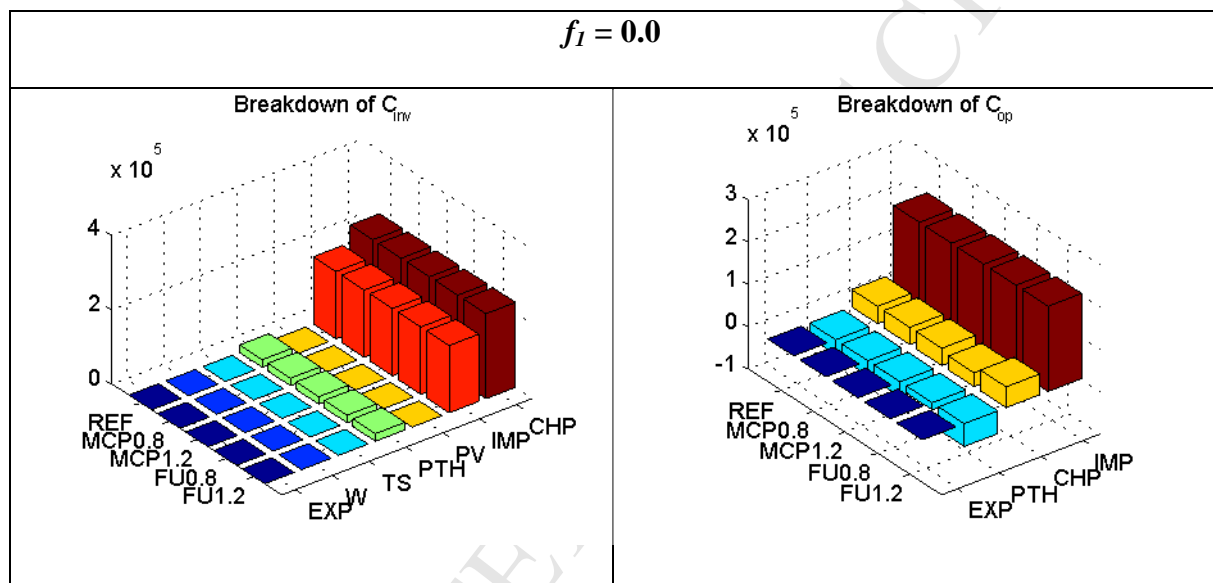 f1 = 0.0
Breakdown of Cinv
x 10 5
4
2
0
REF
MCP0.8
MCP1.2
FU0.8
FU1.2
EXP
W
TS
PTH
PV
IMP
CHP
Breakdown of Cop
x 10 5
3
2
1
0
-1
REF
MCP0.8
MCP1.2
FU0.8
FU1.2
EXP
PTH
CHP
IMP